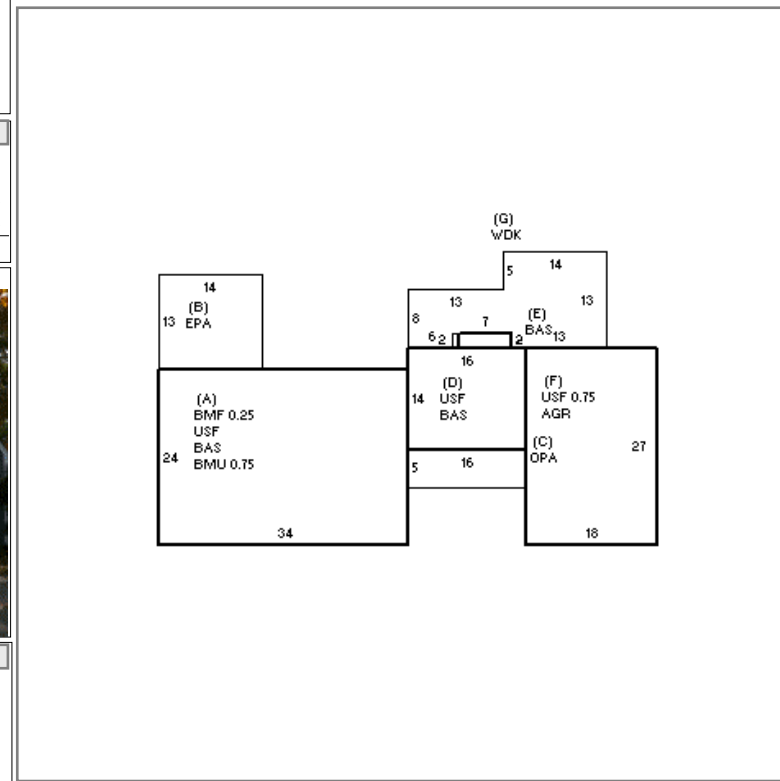 (G)
WDK
5
14
14
13
13
(B)
13 EPA
8
7
(E)
BAS 13
6 2
2
16
(A)
BMF 0.25
USF
BAS
BMU 0.75
24
34
14
(D)
USF
BAS
(F)
USF 0.75
AGR
(C)
OPA
27
5
16
18